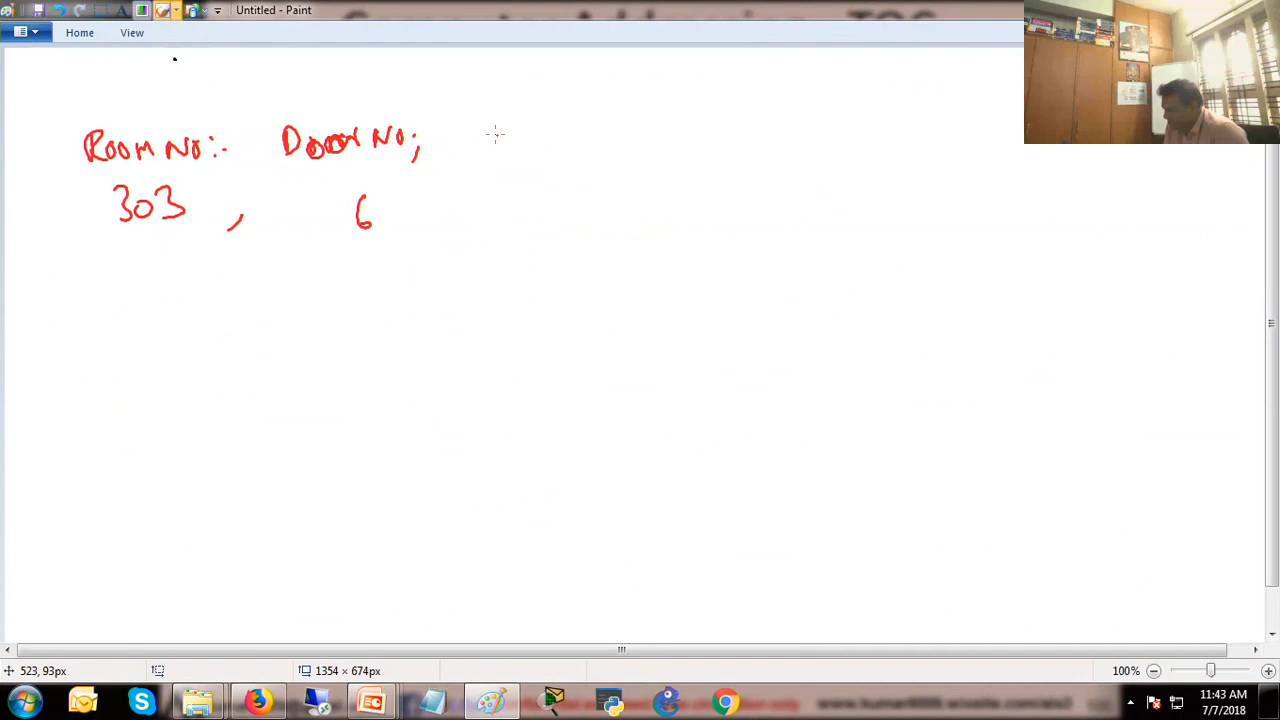 Untitled - Paint
Home View
Room No:- Door No;
303 , 6
523, 93px 1354 × 674px 100%
11:43 AM
7/7/2018